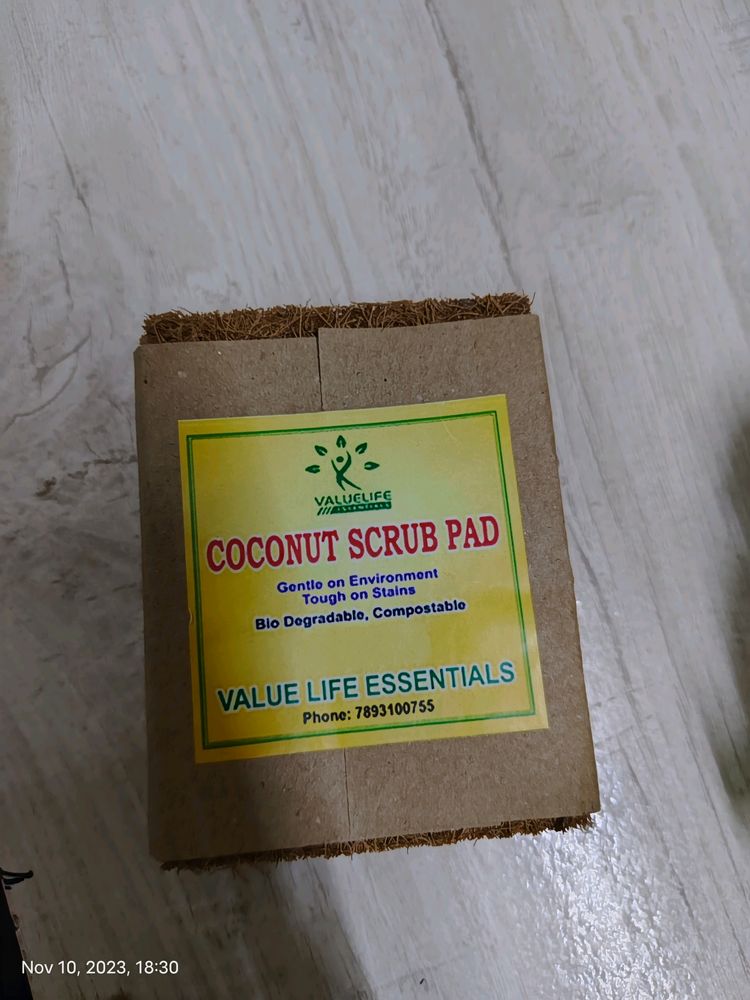 VALUELIFE
ESSENTIALS
COCONUT SCRUB PAD
Gentle on Environment
Tough on Stains
Bio Degradable, Compostable
VALUE LIFE ESSENTIALS
Phone: 7893100755
Nov 10, 2023, 18:30